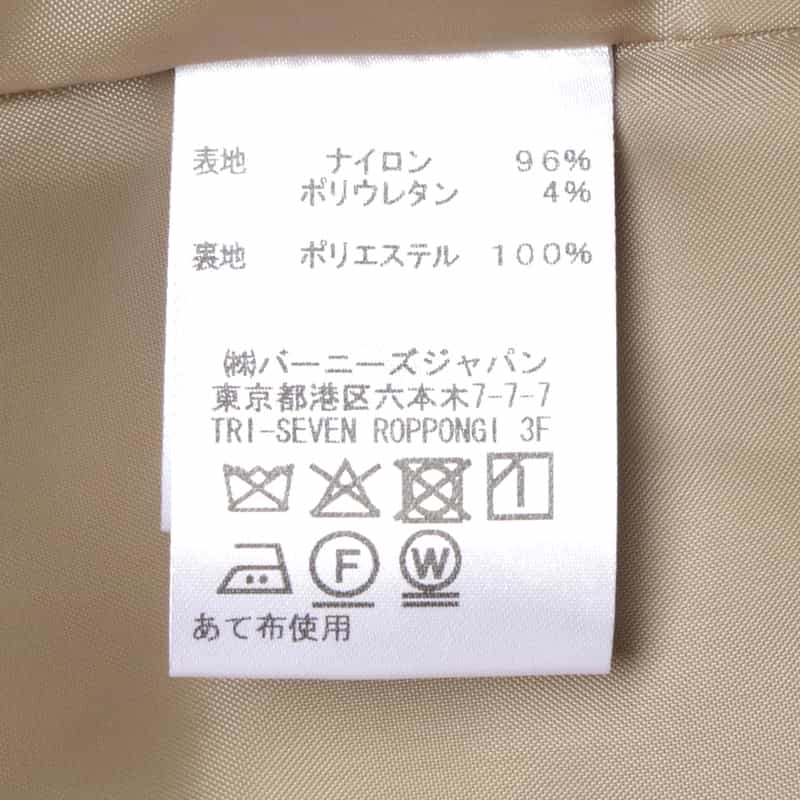 表地 ナイロン 96%
ポリウレタン 4%
裏地 ポリエステル 100%
㈱バーニーズジャパン
東京都港区六本木7-7-7
TRI-SEVEN ROPPONGI 3F
F W
あて布使用